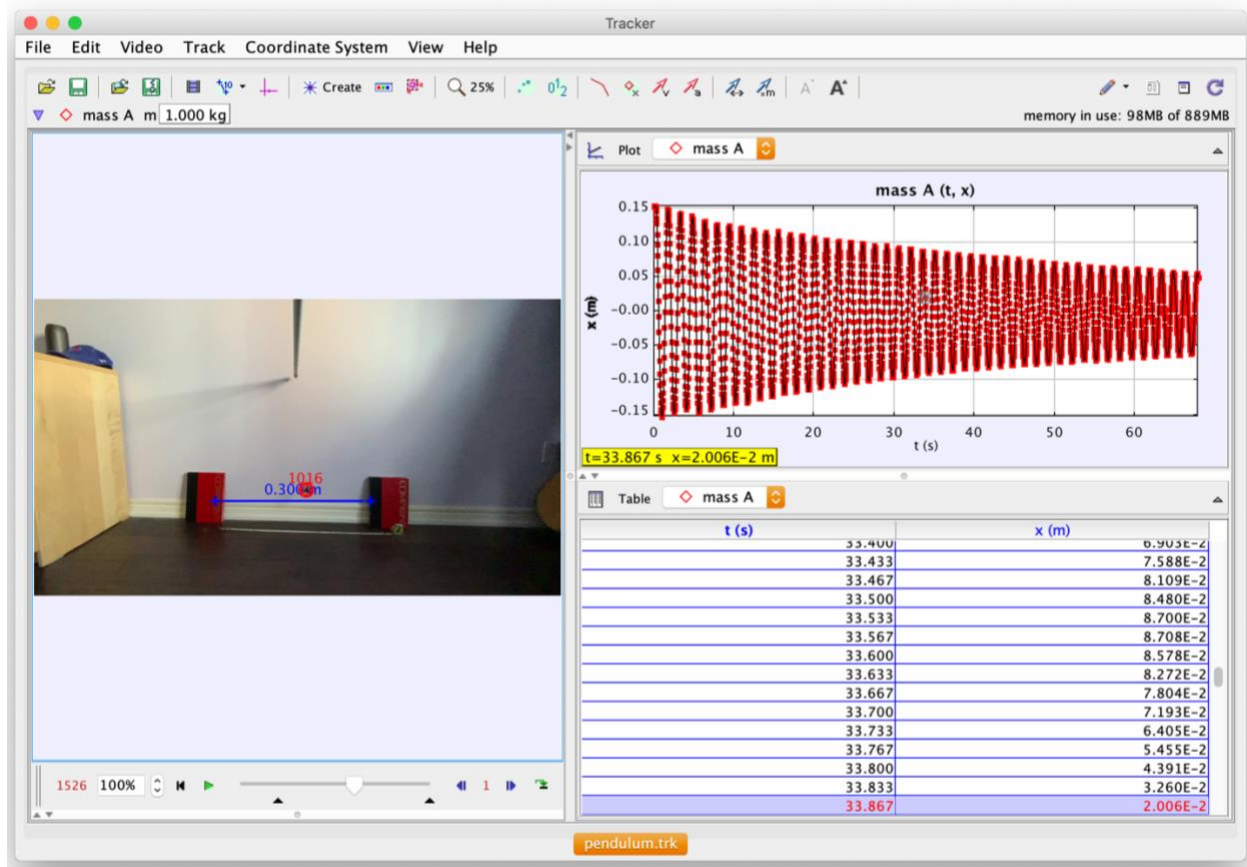 Tracker
File Edit Video Track Coordinate System View Help
Create 25% 0¹2 v a m A A
mass A m 1.000 kg memory in use: 98MB of 889MB
Plot mass A
mass A (t, x)
0.15
0.10
0.05
-0.00
-0.05
-0.10
-0.15
x (m)
0 10 20 30 40 50 60
t (s)
t=33.867 s x=2.006E-2 m
1016
0.300 m
Table mass A
t (s) x (m)
33.400 6.903E-2
33.433 7.588E-2
33.467 8.109E-2
33.500 8.480E-2
33.533 8.700E-2
33.567 8.708E-2
33.600 8.578E-2
33.633 8.272E-2
33.667 7.804E-2
33.700 7.193E-2
33.733 6.405E-2
33.767 5.455E-2
33.800 4.391E-2
33.833 3.260E-2
33.867 2.006E-2
1526 100% 1
pendulum.trk